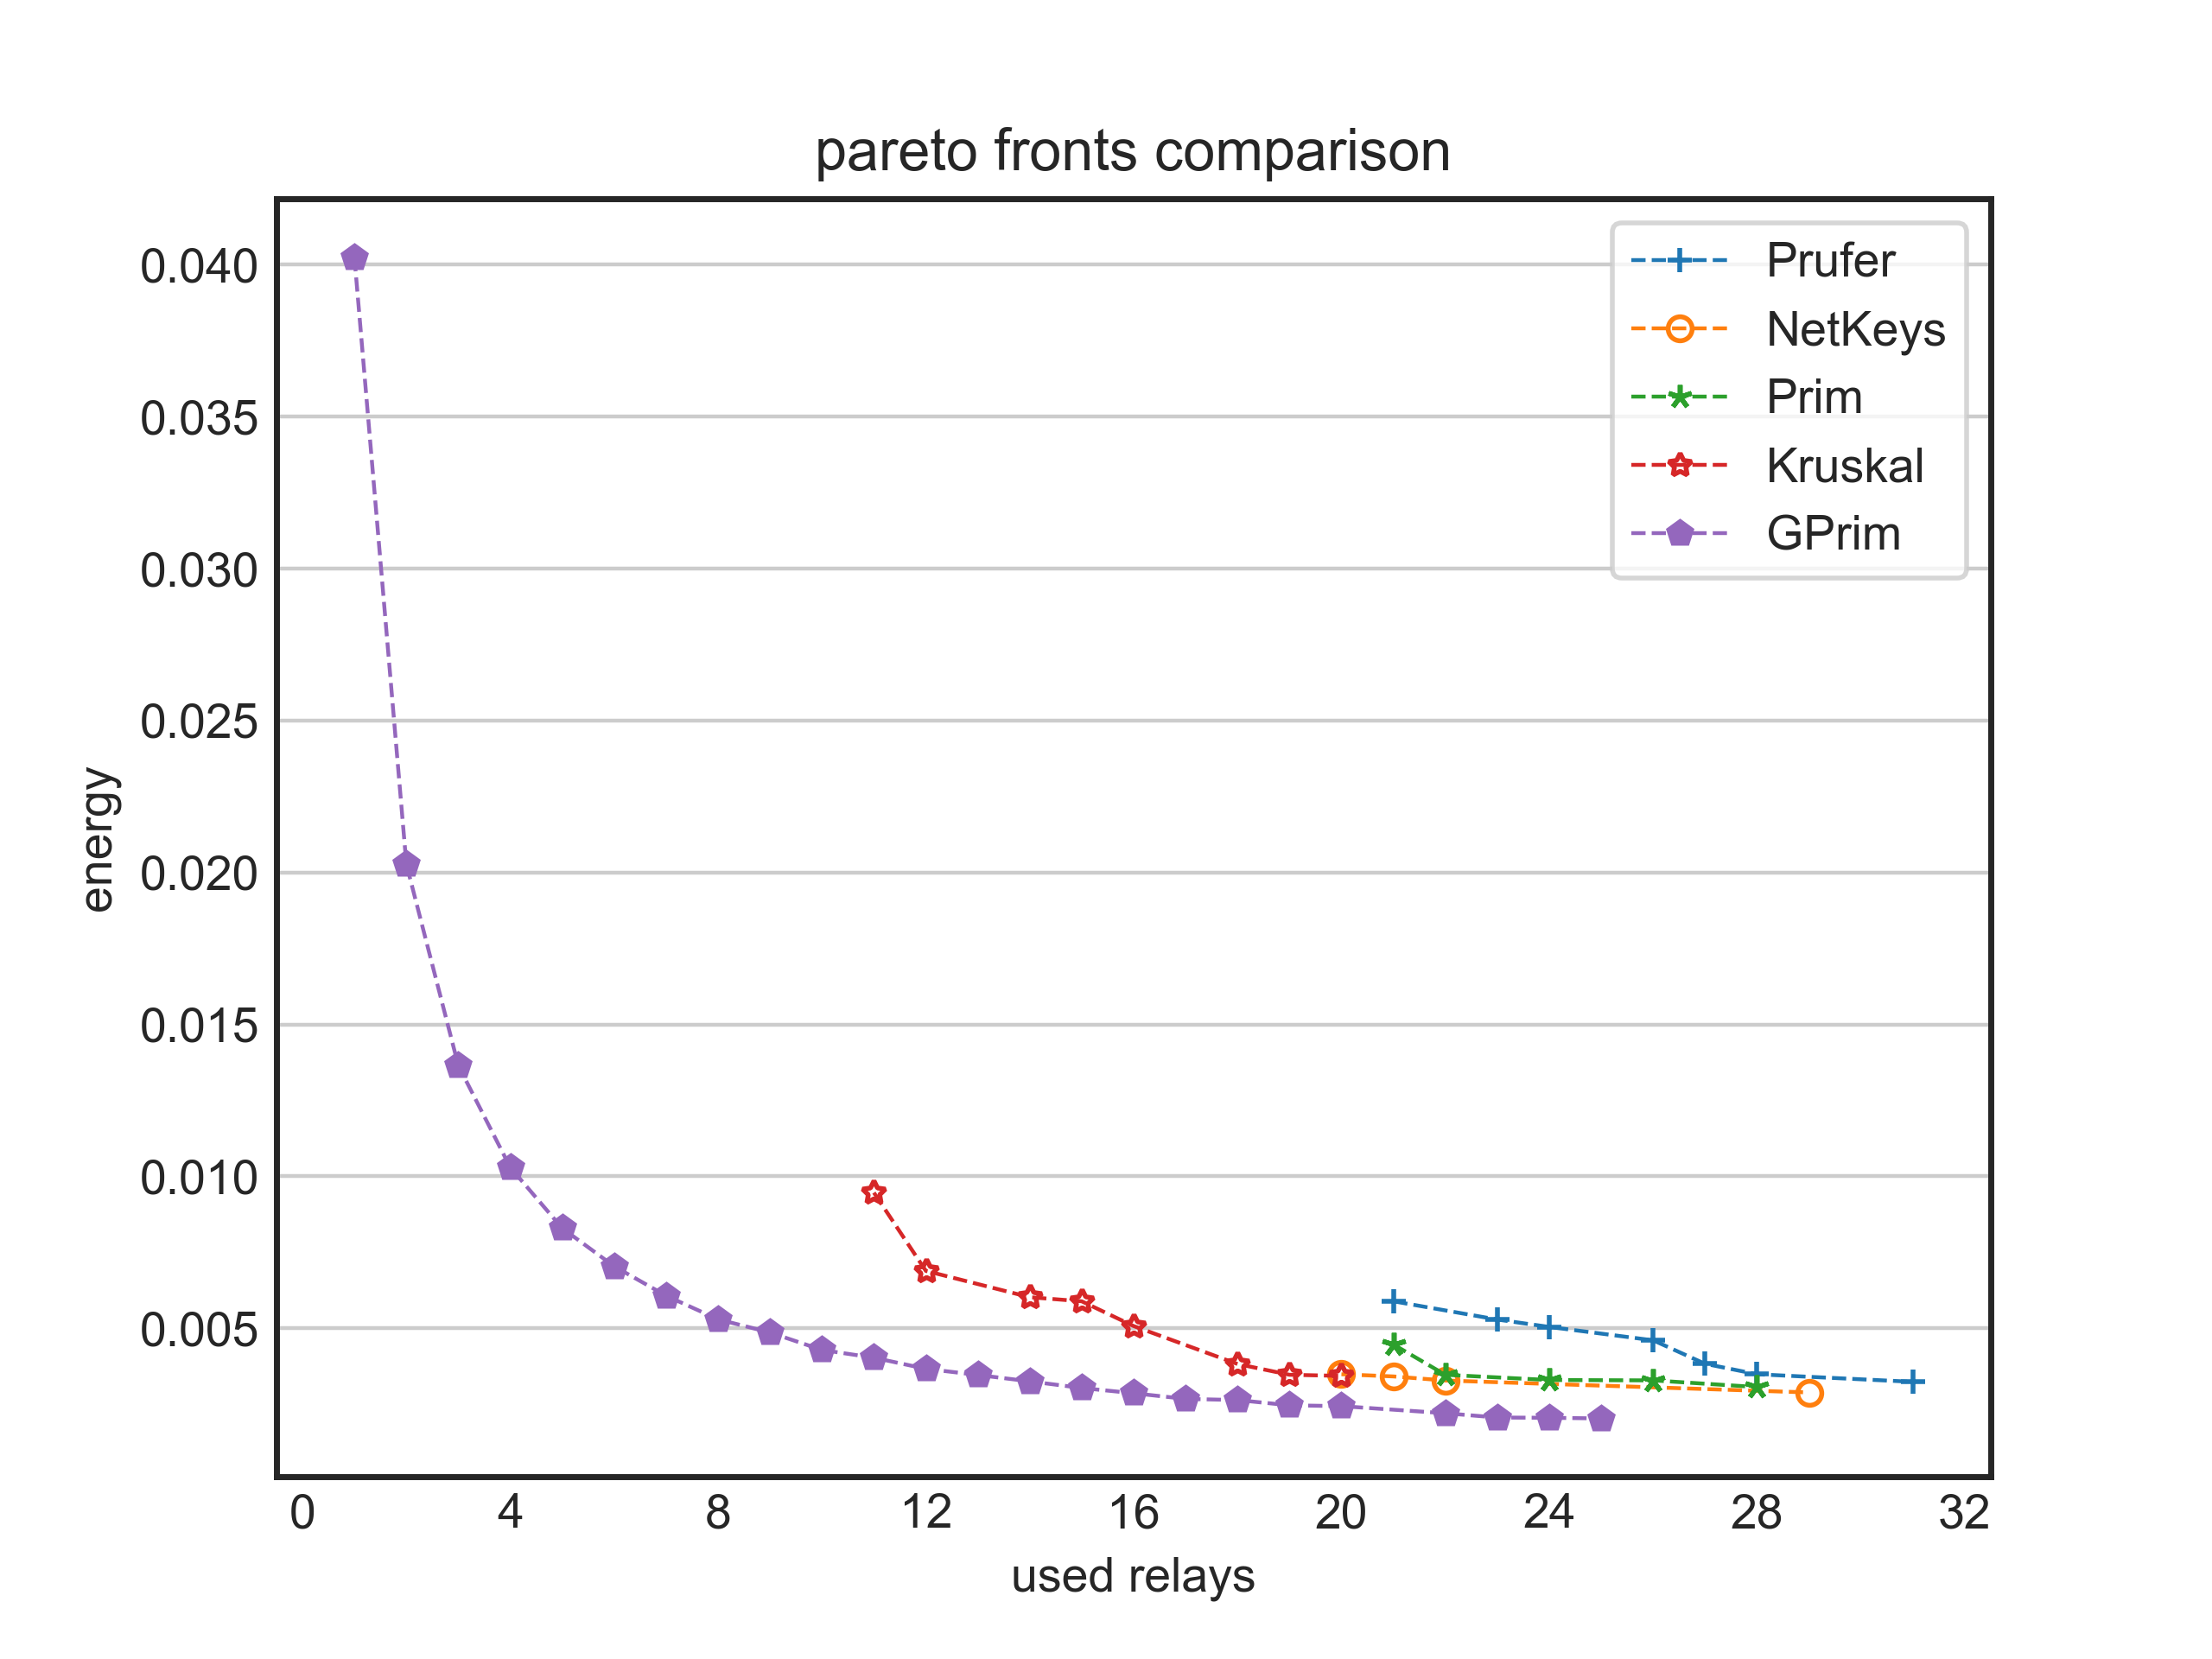 pareto fronts comparison
0.040
0.035
0.030
0.025
0.020
0.015
0.010
0.005
energy
Prufer
NetKeys
Prim
Kruskal
GPrim
0 4 8 12 16 20 24 28 32
used relays